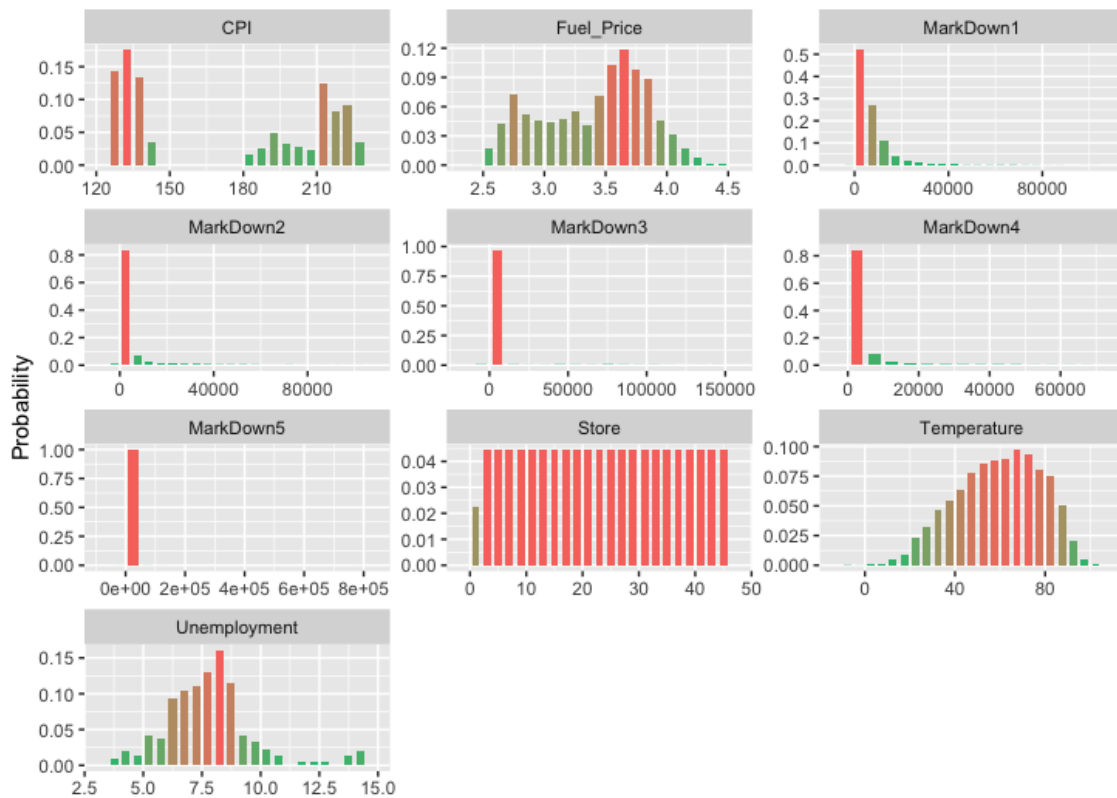 CPI
Fuel_Price
MarkDown1
0.15
0.10
0.05
0.00
120 150 180 210
0.12
0.09
0.06
0.03
0.00
2.5 3.0 3.5 4.0 4.5
0.5
0.4
0.3
0.2
0.1
0.0
0 40000 80000
MarkDown2
MarkDown3
MarkDown4
0.8
0.6
0.4
0.2
0.0
0 40000 80000
1.00
0.75
0.50
0.25
0.00
0 50000 100000 150000
0.8
0.6
0.4
0.2
0.0
0 20000 40000 60000
Probability
MarkDown5
Store
Temperature
1.00
0.75
0.50
0.25
0.00
0e+00 2e+05 4e+05 6e+05 8e+05
0.04
0.03
0.02
0.01
0.00
0 10 20 30 40 50
0.100
0.075
0.050
0.025
0.000
0 40 80
Unemployment
0.15
0.10
0.05
0.00
2.5 5.0 7.5 10.0 12.5 15.0